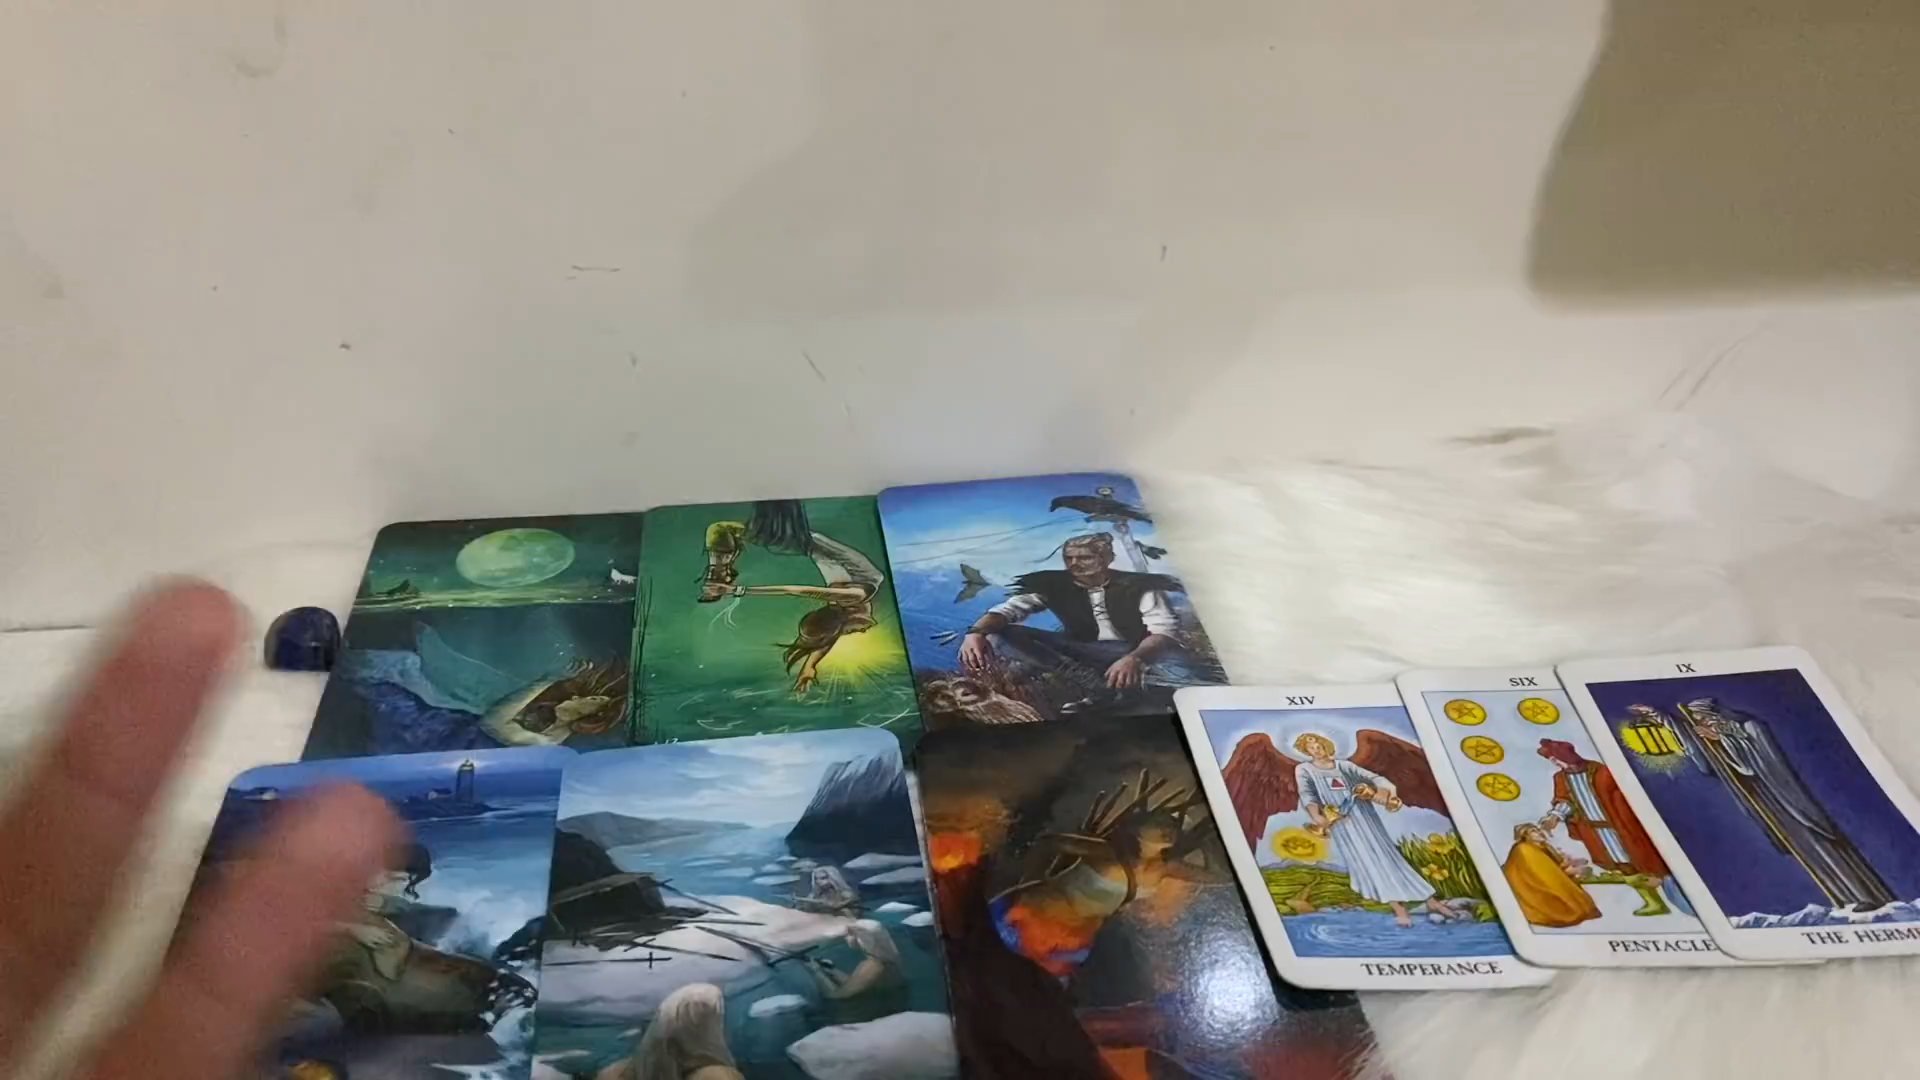 XIV
TEMPERANCE
SIX
PENTACLE
IX
THE HERM